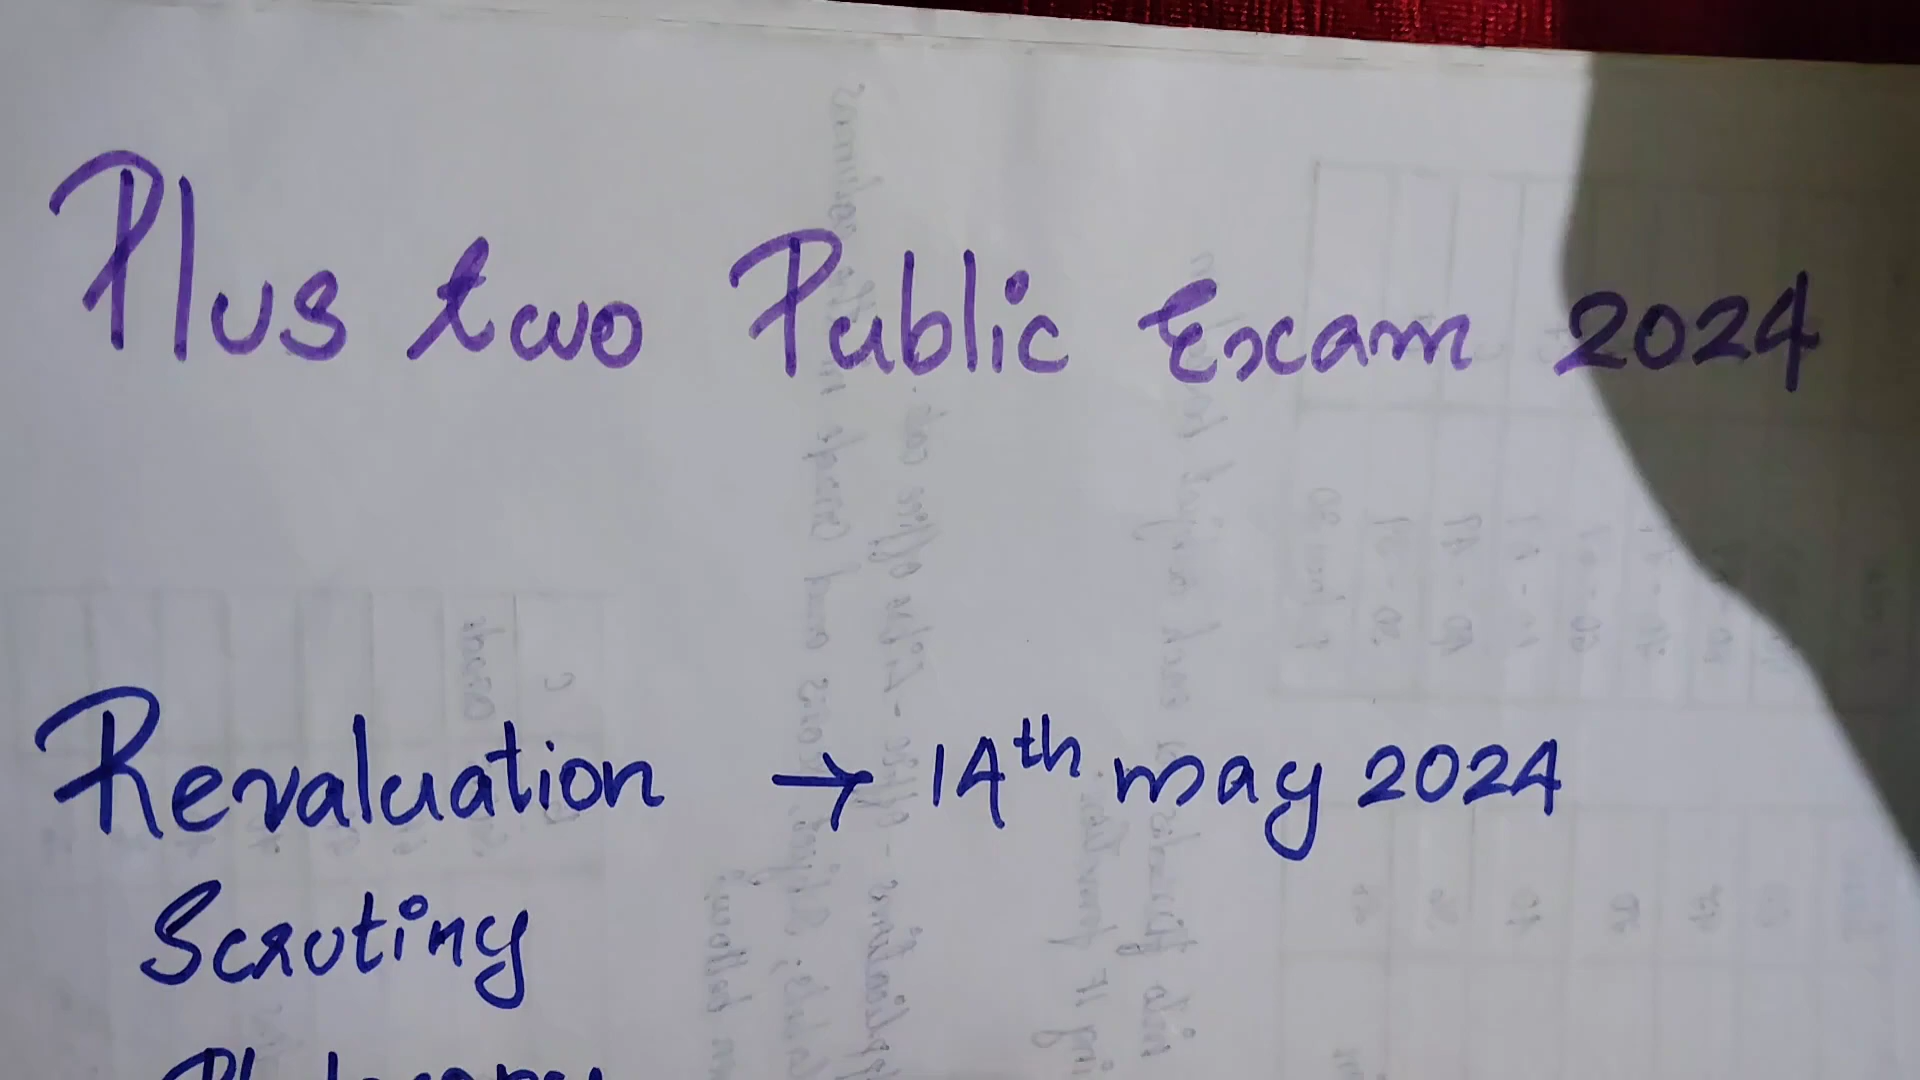 Plus two Public Exam 2024
Revaluation → 14th may 2024
Scrutiny